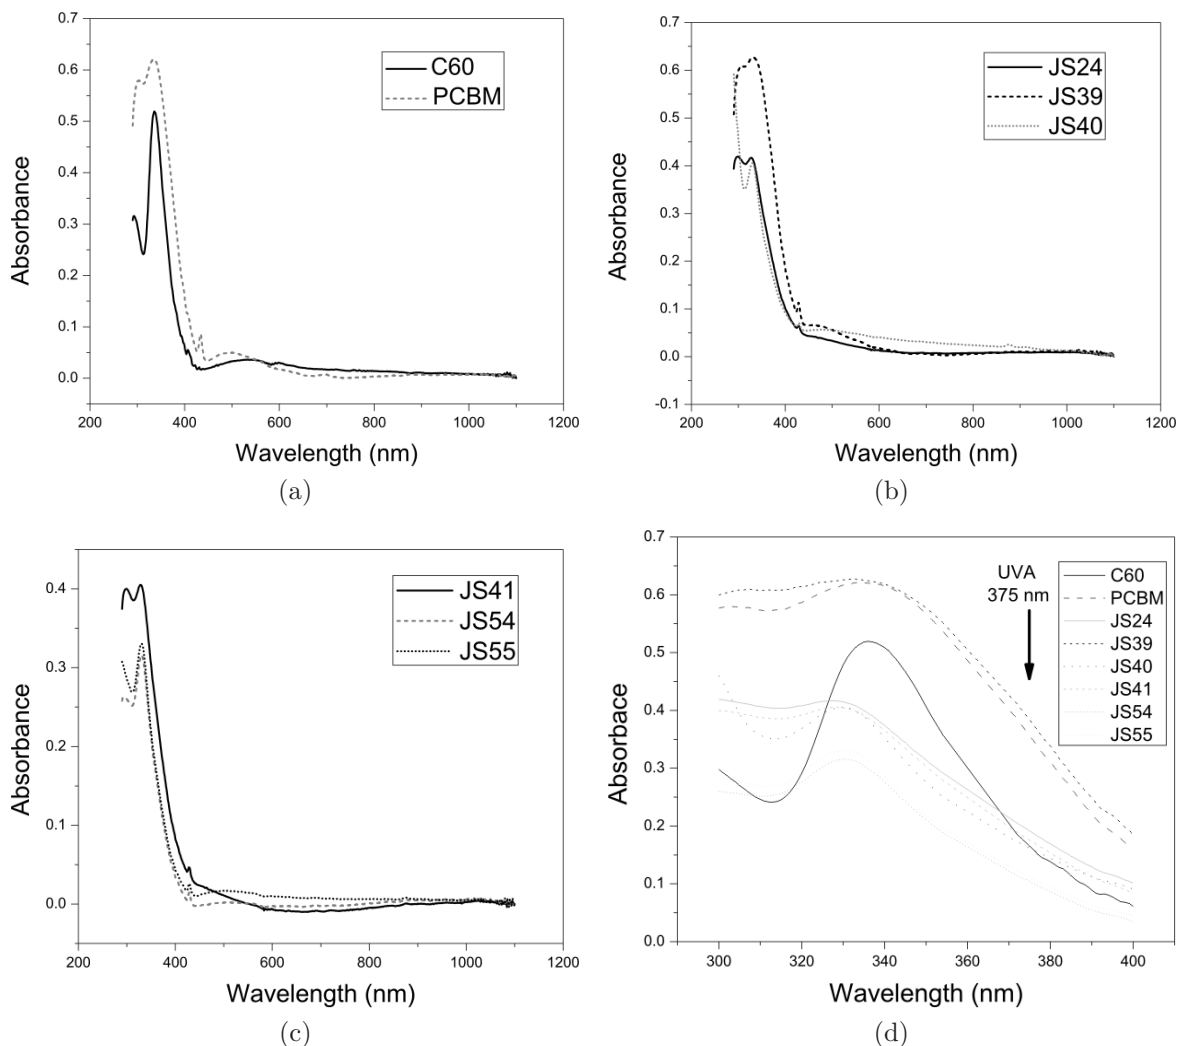 0.7
0.6
0.5
0.4
0.3
0.2
0.1
0.0
Absorbance
C60
PCBM
200 400 600 800 1000 1200
Wavelength (nm)
(a)
0.7
0.6
0.5
0.4
0.3
0.2
0.1
0.0
-0.1
Absorbance
JS24
JS39
JS40
200 400 600 800 1000 1200
Wavelength (nm)
(b)
0.4
0.3
0.2
0.1
0.0
Absorbance
JS41
JS54
JS55
200 400 600 800 1000 1200
Wavelength (nm)
(c)
0.7
0.6
0.5
0.4
0.3
0.2
0.1
0.0
Absorbace
UVA
375 nm
C60
PCBM
JS24
JS39
JS40
JS41
JS54
JS55
300 320 340 360 380 400
Wavelength (nm)
(d)